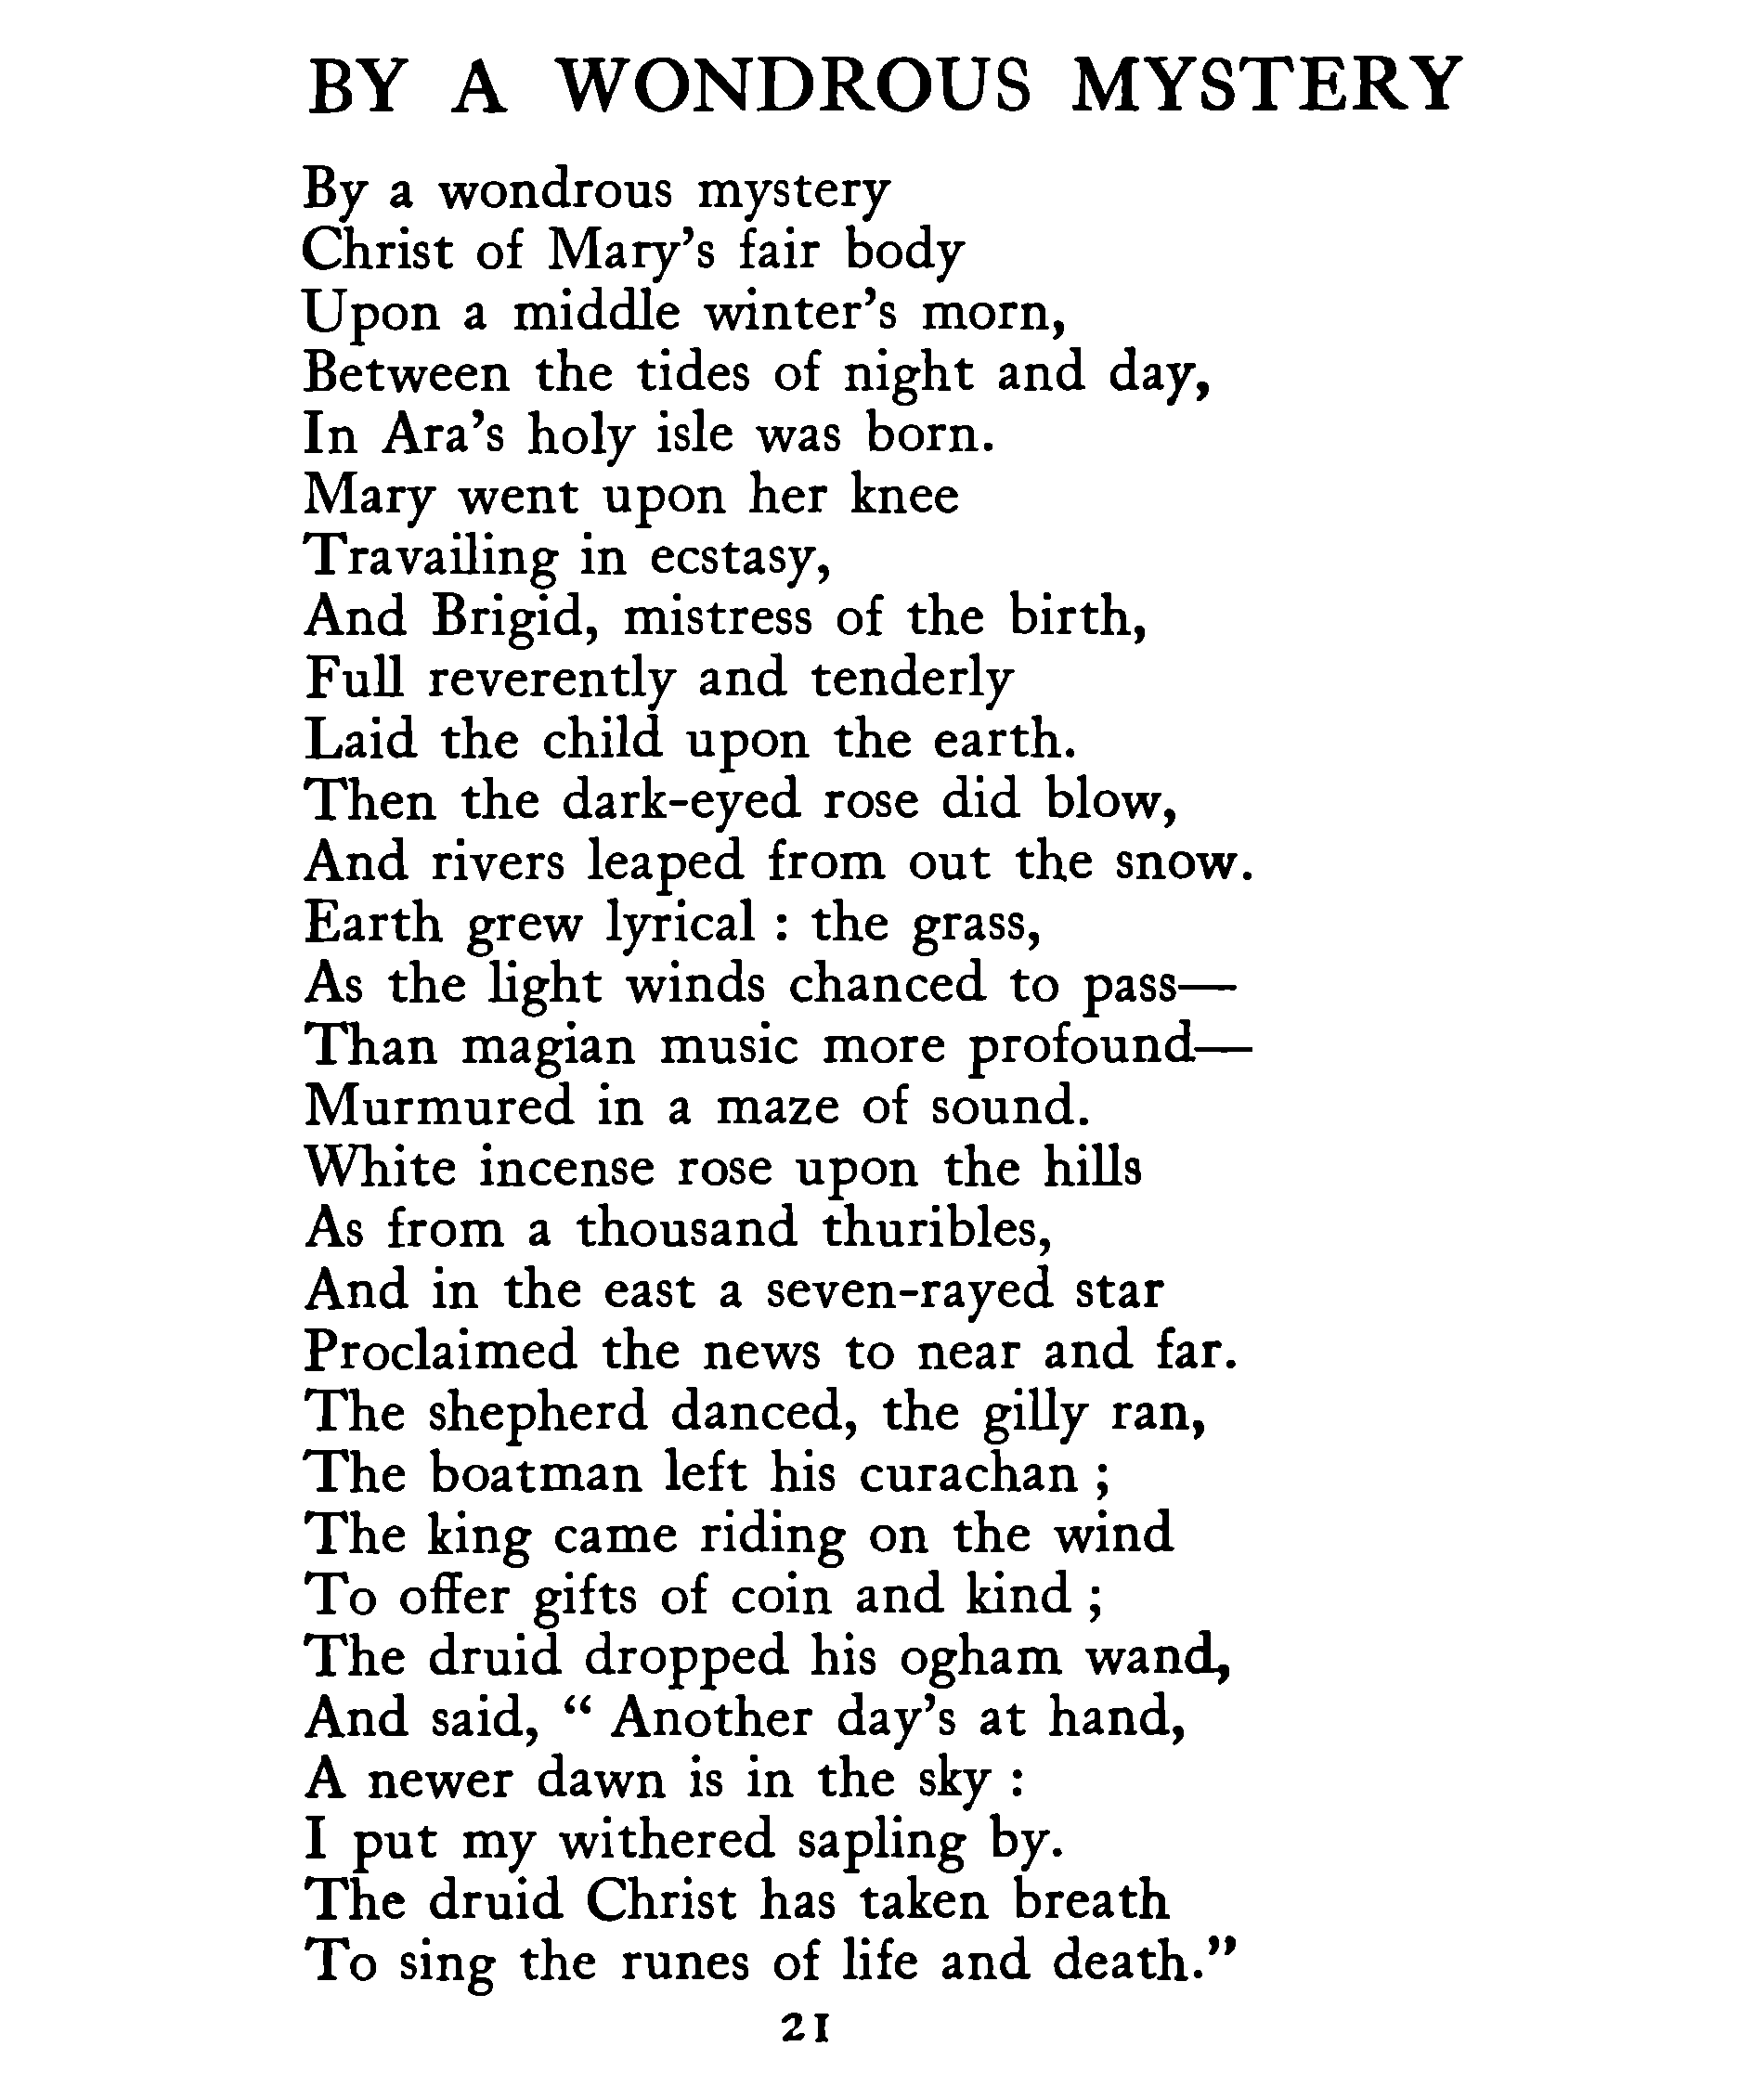 BY A WONDROUS MYSTERY
By a wondrous mystery
Christ of Mary's fair body
Upon a middle winter's morn,
Between the tides of night and day,
In Ara's holy isle was born.
Mary went upon her knee
Travailing in ecstasy,
And Brigid, mistress of the birth,
Full reverently and tenderly
Laid the child upon the earth.
Then the dark-eyed rose did blow,
And rivers leaped from out the snow.
Earth grew lyrical : the grass,
As the light winds chanced to pass—
Than magian music more profound—
Murmured in a maze of sound.
White incense rose upon the hills
As from a thousand thuribles,
And in the east a seven-rayed star
Proclaimed the news to near and far.
The shepherd danced, the gilly ran,
The boatman left his curachan ;
The king came riding on the wind
To offer gifts of coin and kind ;
The druid dropped his ogham wand,
And said, “ Another day's at hand,
A newer dawn is in the sky :
I put my withered sapling by.
The druid Christ has taken breath
To sing the runes of life and death.”
21